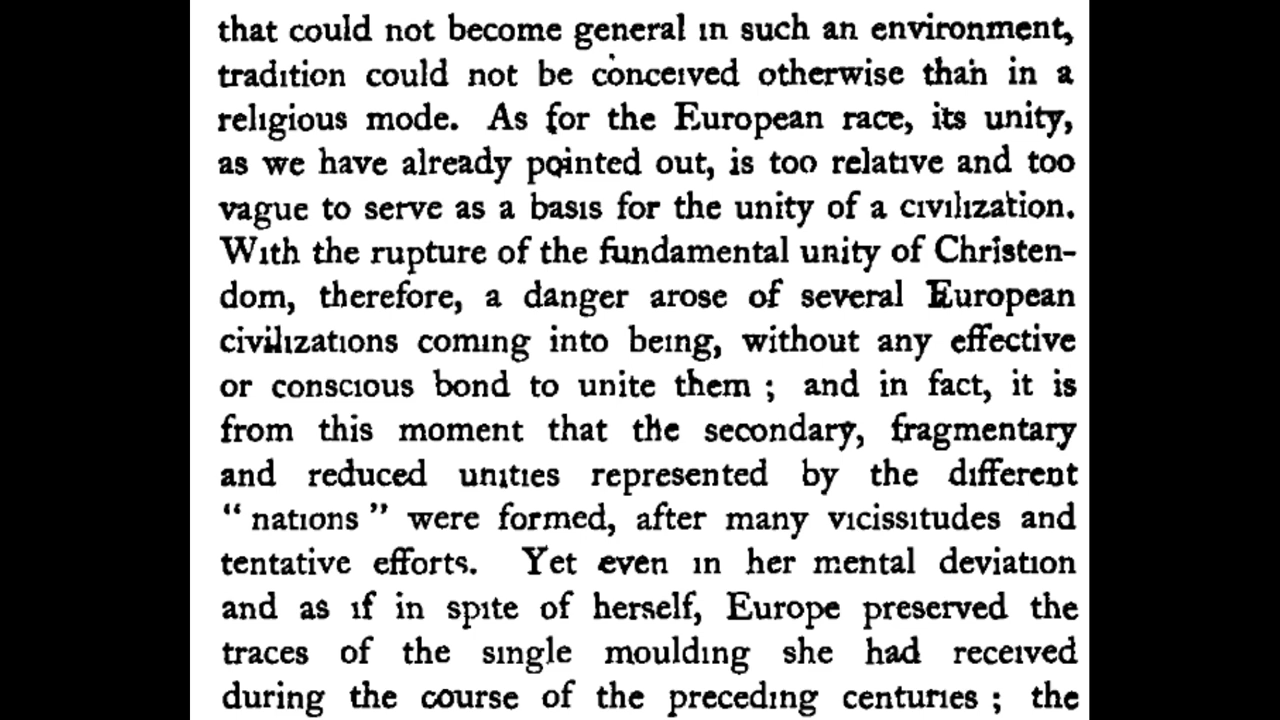 that could not become general in such an environment,
tradition could not be conceived otherwise than in a
religious mode. As for the European race, its unity,
as we have already pointed out, is too relative and too
vague to serve as a basis for the unity of a civilization.
With the rupture of the fundamental unity of Christen-
dom, therefore, a danger arose of several European
civilizations coming into being, without any effective
or conscious bond to unite them ; and in fact, it is
from this moment that the secondary, fragmentary
and reduced unities represented by the different
“ nations ” were formed, after many vicissitudes and
tentative efforts. Yet even in her mental deviation
and as if in spite of herself, Europe preserved the
traces of the single moulding she had received
during the course of the preceding centuries ; the